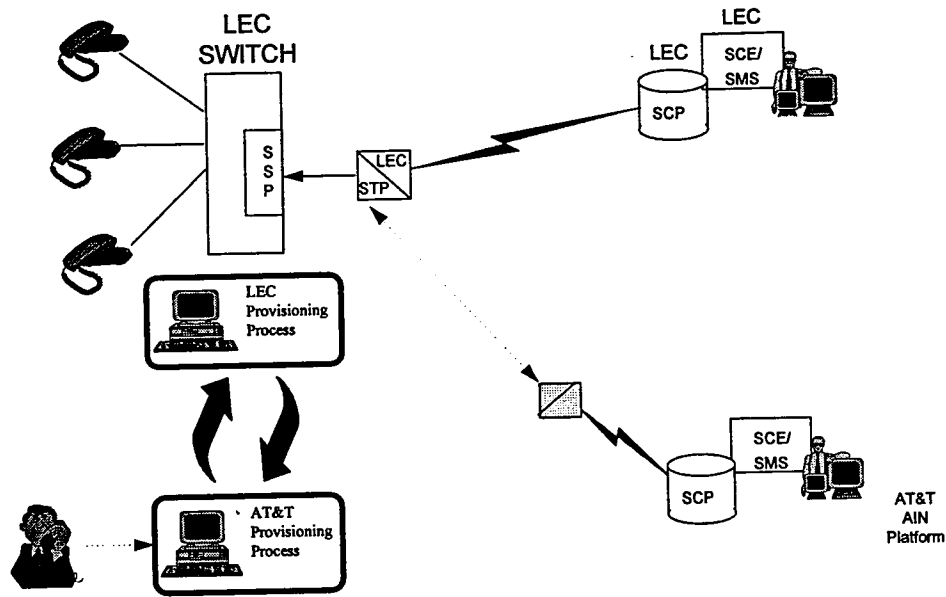 LEC
SWITCH
S
S
P
LEC
STP
LEC
SCP
LEC
SCE/
SMS
LEC
Provisioning
Process
AT&T
Provisioning
Process
SCP
SCE/
SMS
AT&T
AIN
Platform